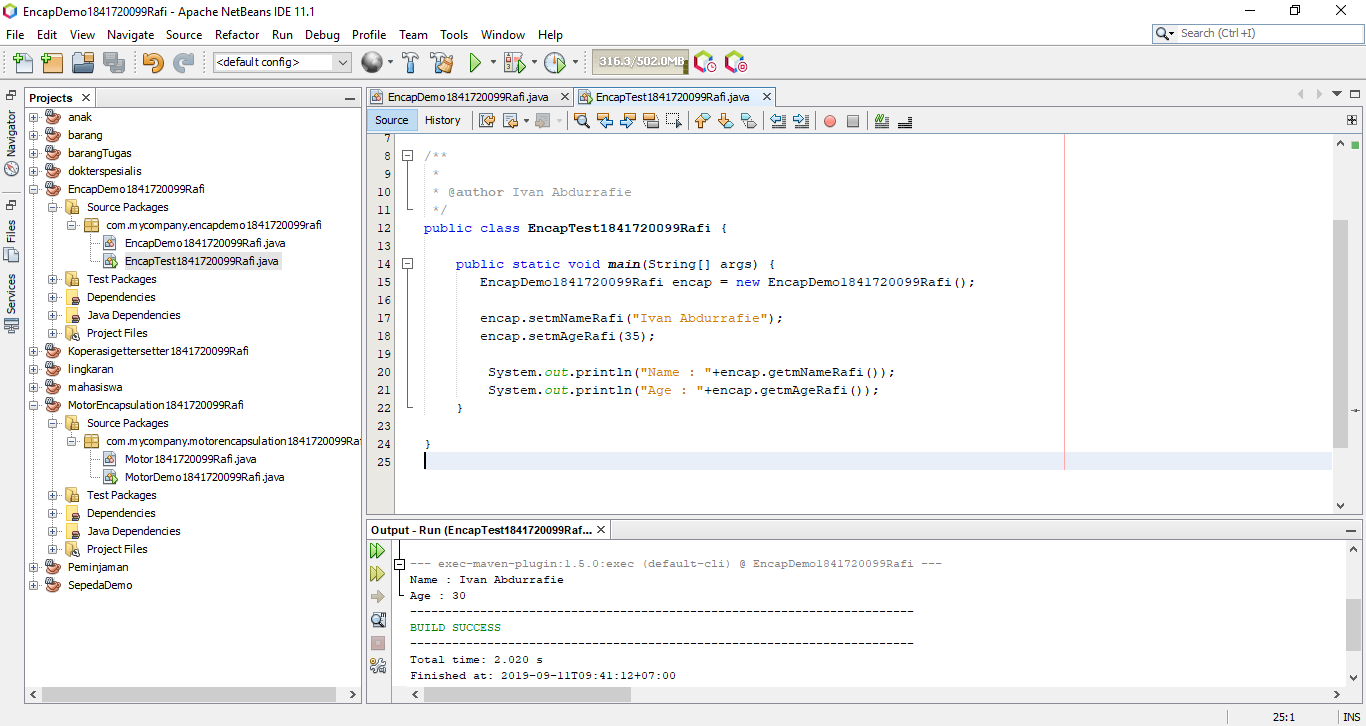 EncapDemo1841720099Rafi - Apache NetBeans IDE 11.1
File Edit View Navigate Source Refactor Run Debug Profile Team Tools Window Help
Search (Ctrl+I)
<default config>
316.3/502.0MB
Projects
Navigator
Files
Services
anak
barang
barangTugas
dokterspesialis
EncapDemo1841720099Rafi
Source Packages
com.mycompany.encapdemo1841720099rafi
EncapDemo1841720099Rafi.java
EncapTest1841720099Rafi.java
Test Packages
Dependencies
Java Dependencies
Project Files
Koperasigettersetter1841720099Rafi
lingkaran
mahasiswa
MotorEncapsulation1841720099Rafi
Source Packages
com.mycompany.motorencapsulation1841720099Raf
Motor1841720099Rafi.java
MotorDemo1841720099Rafi.java
Test Packages
Dependencies
Java Dependencies
Project Files
Peminjaman
SepedaDemo
EncapDemo1841720099Rafi.java EncapTest1841720099Rafi.java
Source History
7
8 /**
9 *
10 * @author Ivan Abdurrafie
11 */
12 public class EncapTest1841720099Rafi {
13
14 public static void main(String[] args) {
15 EncapDemo1841720099Rafi encap = new EncapDemo1841720099Rafi();
16
17 encap.setmNameRafi("Ivan Abdurrafie");
18 encap.setmAgeRafi(35);
19
20 System.out.println("Name : "+encap.getmNameRafi());
21 System.out.println("Age : "+encap.getmAgeRafi());
22 }
23
24 }
25
Output - Run (EncapTest1841720099Raf...
--- exec-maven-plugin:1.5.0:exec (default-cli) @ EncapDemo1841720099Rafi ---
Name : Ivan Abdurrafie
Age : 30
------------------------------------------------------------------------
BUILD SUCCESS
------------------------------------------------------------------------
Total time: 2.020 s
Finished at: 2019-09-11T09:41:12+07:00
25:1 INS